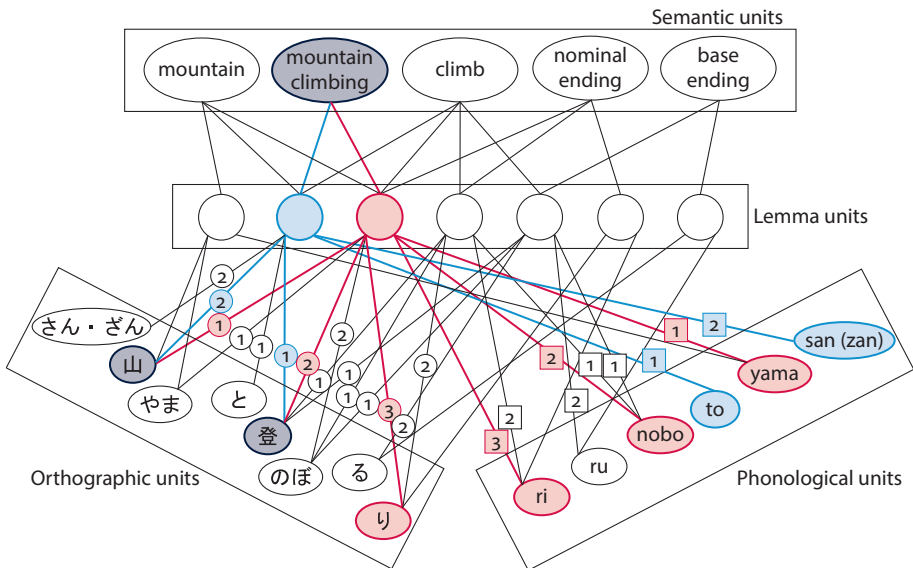 Semantic units
mountain
mountain
climbing
climb
nominal
ending
base
ending
Lemma units
2
2
1
1
1
1
2
1
2
1
1
1
3
2
2
2
3
2
1
1
2
1
1
2
さん・ざん
山
やま
と
登
のぼ
る
り
ri
ru
nobo
to
yama
san (zan)
Orthographic units
Phonological units